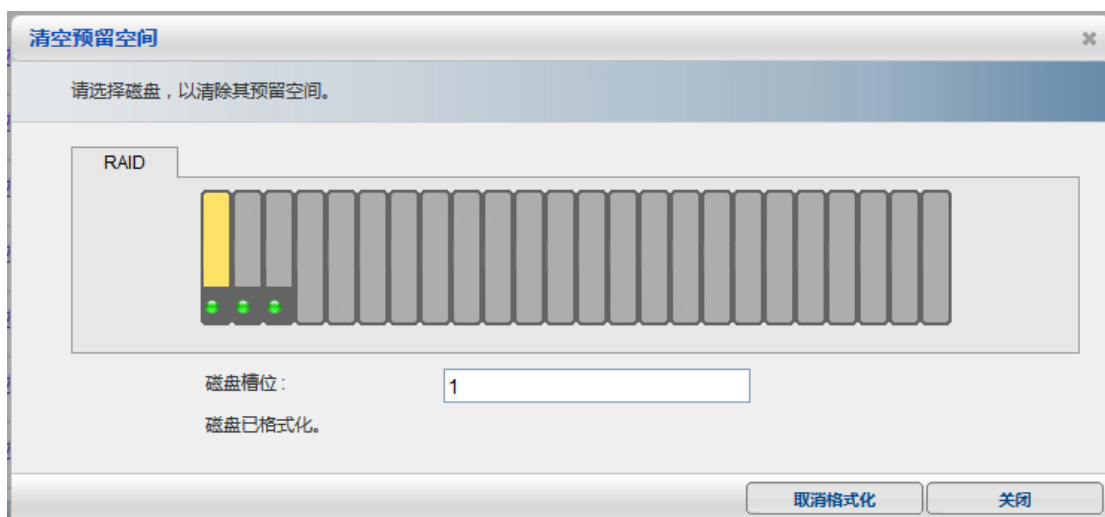 清空预留空间
请选择磁盘，以清除其预留空间。
RAID
磁盘槽位： 1
磁盘已格式化。
取消格式化 关闭